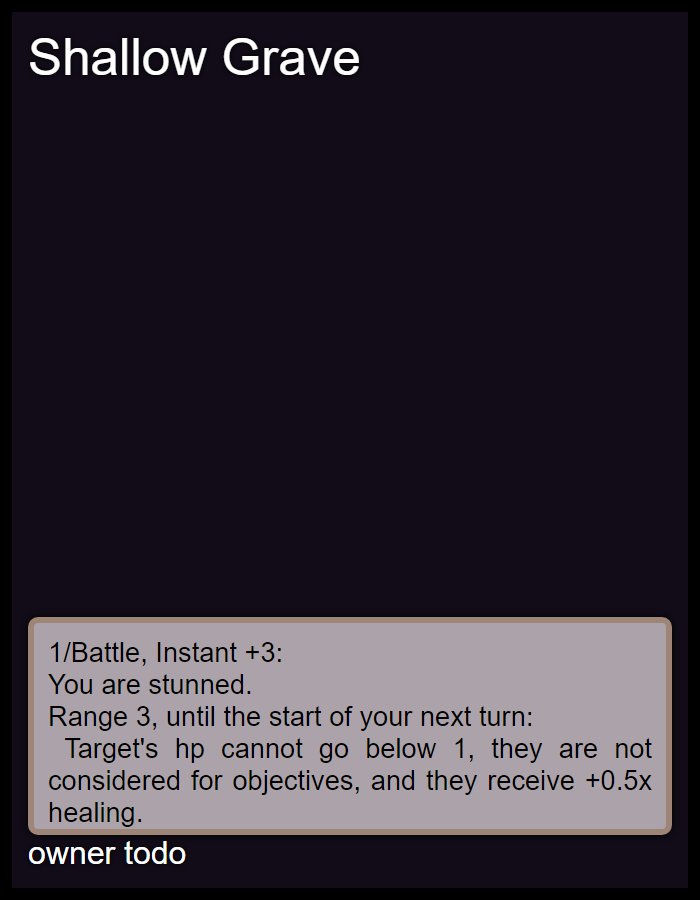 Shallow Grave
1/Battle, Instant +3:
You are stunned.
Range 3, until the start of your next turn:
Target's hp cannot go below 1, they are not
considered for objectives, and they receive +0.5x
healing.
owner todo